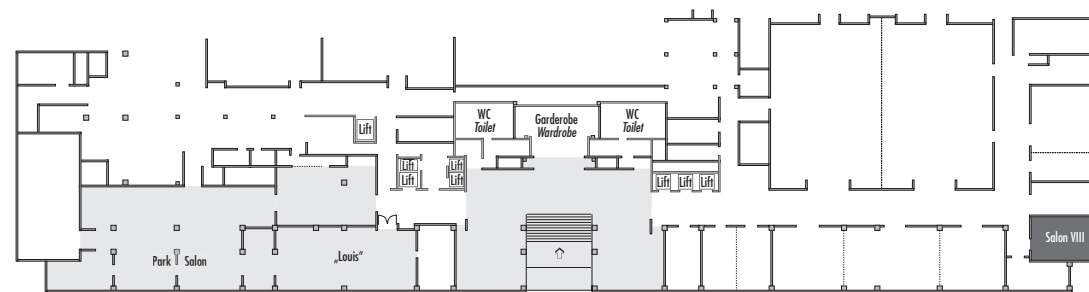 WC
Toilet
Garderobe
Wardrobe
WC
Toilet
Lift
Lift
Lift
Lift
Lift
Lift
Lift
Lift
Salon VIII
Park Salon
„Louis“